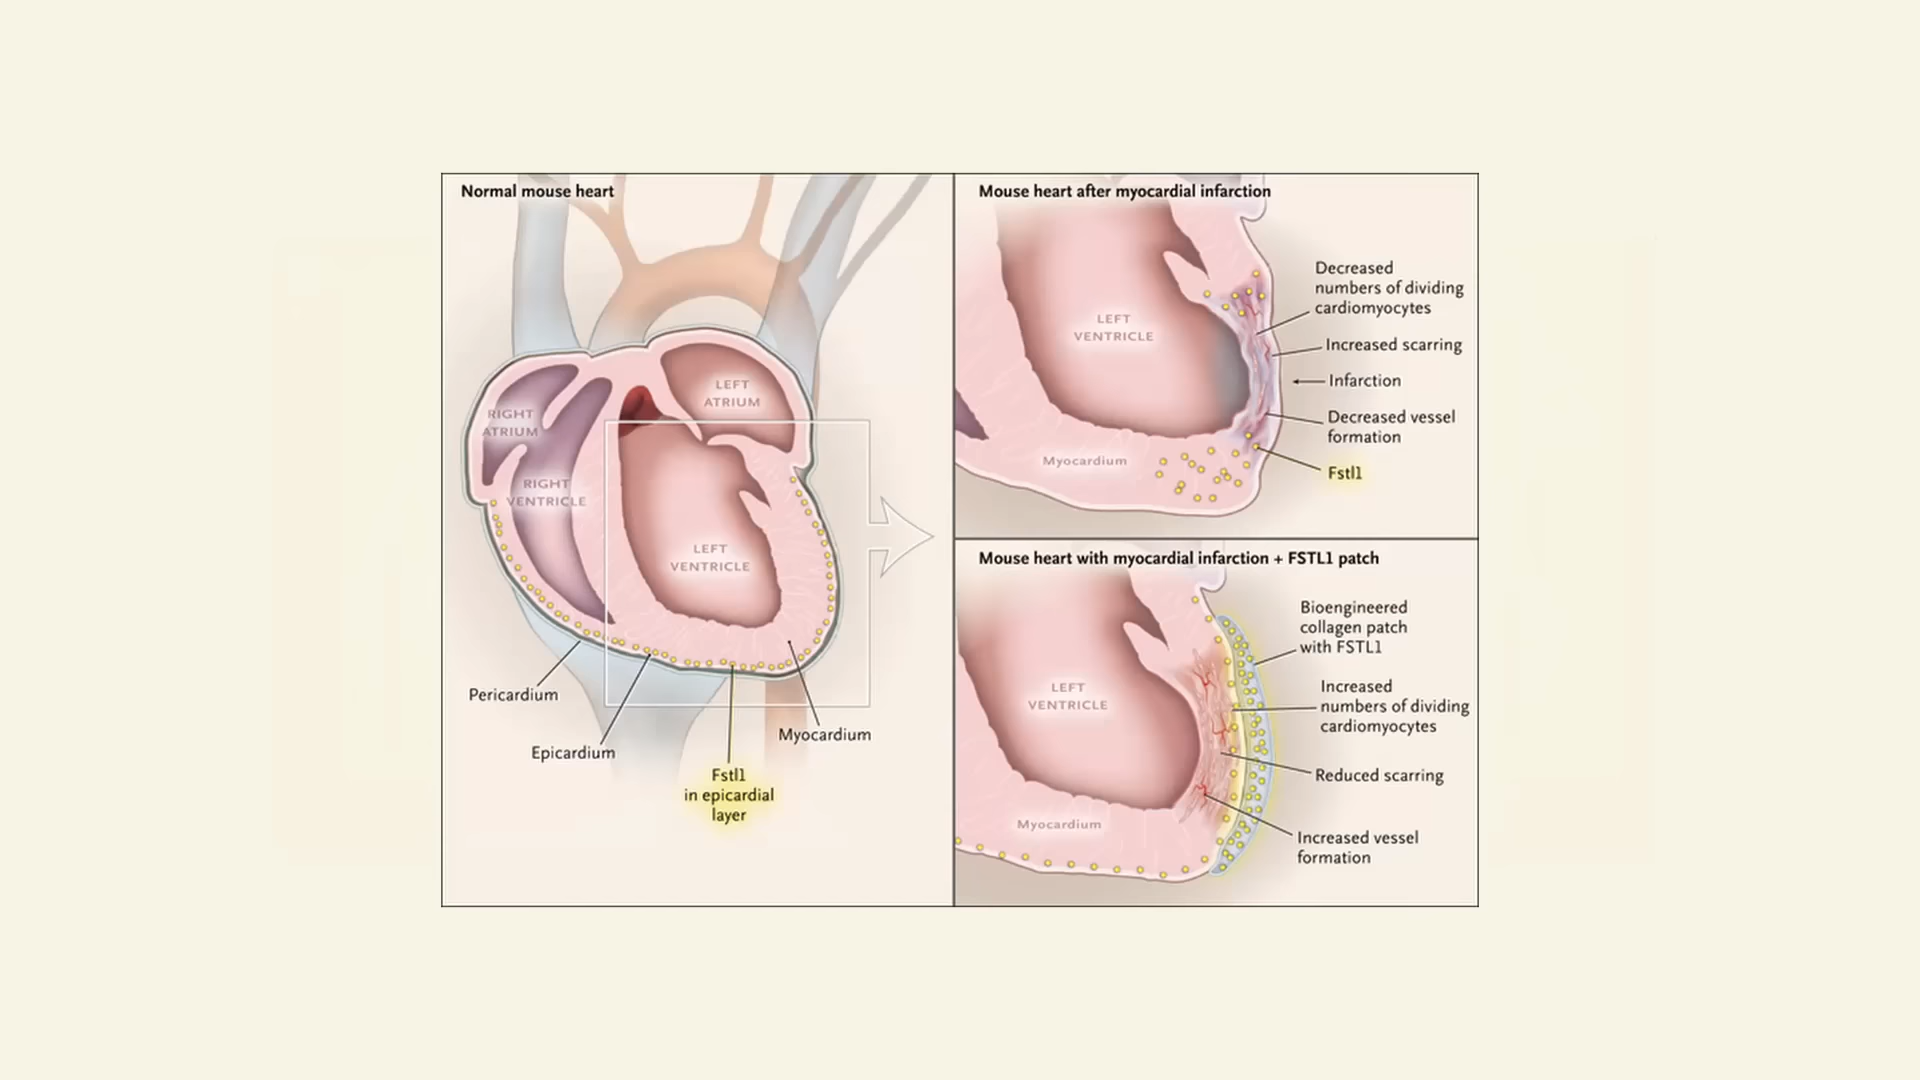 Normal mouse heart
LEFT
ATRIUM
RIGHT
ATRIUM
RIGHT
VENTRICLE
LEFT
VENTRICLE
Pericardium
Epicardium
Fstl1
in epicardial
layer
Myocardium
Mouse heart after myocardial infarction
LEFT
VENTRICLE
Myocardium
Decreased
numbers of dividing
cardiomyocytes
Increased scarring
Infarction
Decreased vessel
formation
Fstl1
Mouse heart with myocardial infarction + FSTL1 patch
LEFT
VENTRICLE
Myocardium
Bioengineered
collagen patch
with FSTL1
Increased
numbers of dividing
cardiomyocytes
Reduced scarring
Increased vessel
formation